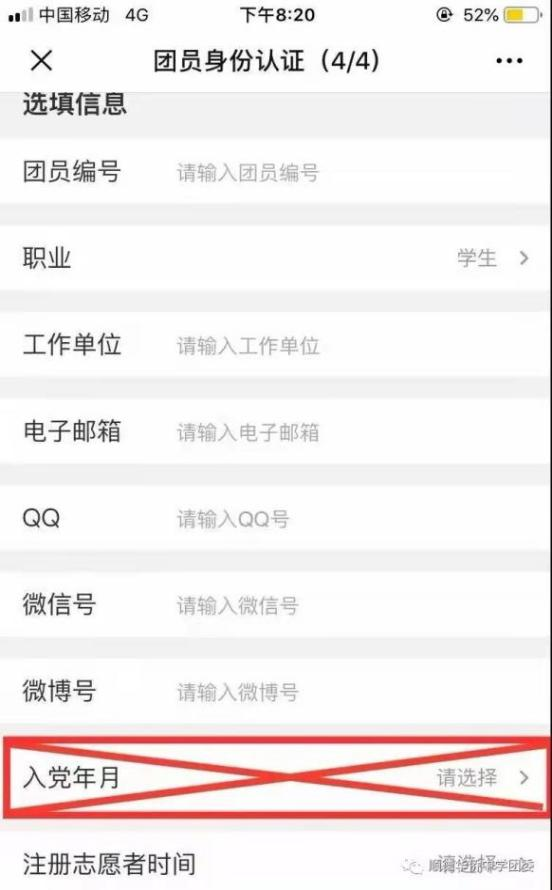 中国移动 4G 下午8:20 52%
团员身份认证（4/4）
选填信息
团员编号 请输入团员编号
职业 学生
工作单位 请输入工作单位
电子邮箱 请输入电子邮箱
QQ 请输入QQ号
微信号 请输入微信号
微博号 请输入微博号
入党年月 请选择
注册志愿者时间 请选择